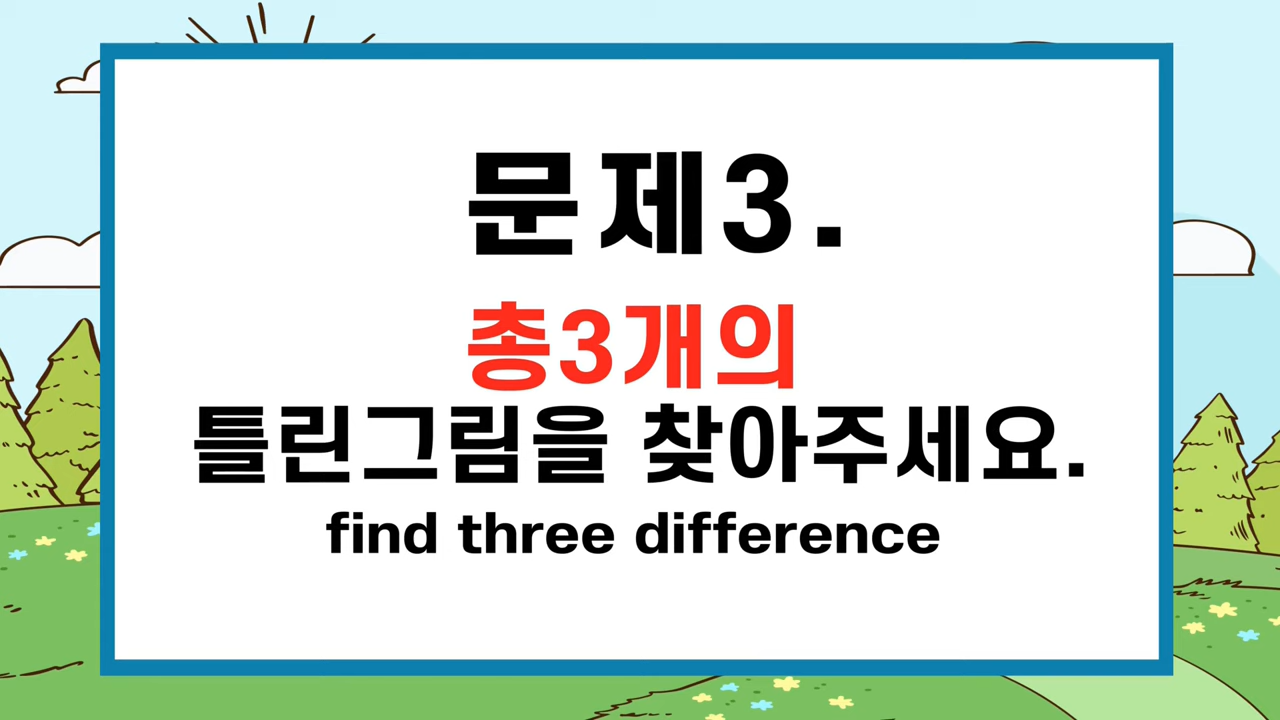 문제3.
총3개의
틀린그림을 찾아주세요.
find three difference